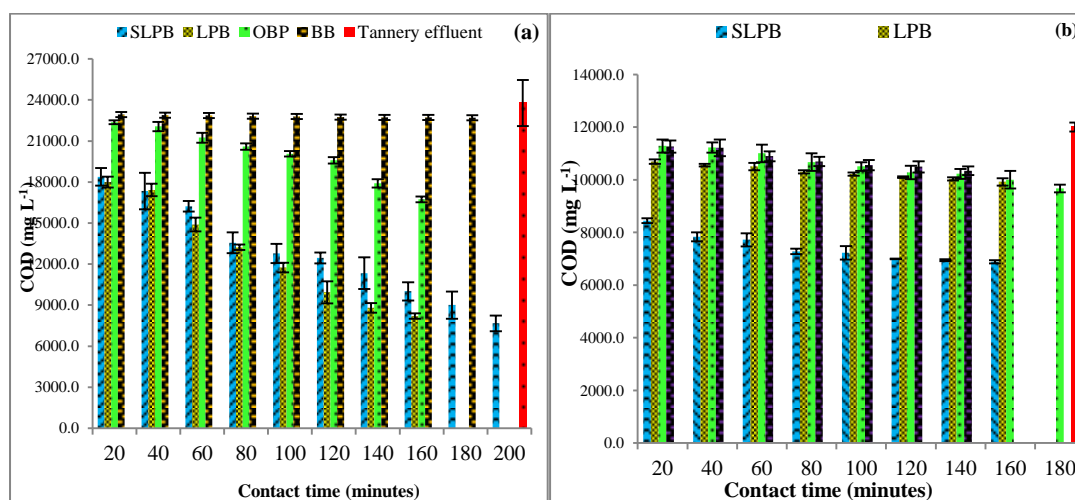 SLPB LPB OBP BB Tannery effluent (a)
27000.0
24000.0
21000.0
18000.0
15000.0
12000.0
9000.0
6000.0
3000.0
0.0
COD (mg L-1)
20 40 60 80 100 120 140 160 180 200
Contact time (minutes)
SLPB LPB (b)
14000.0
12000.0
10000.0
8000.0
6000.0
4000.0
2000.0
0.0
COD (mg L-1)
20 40 60 80 100 120 140 160 180
Contact time (minutes)